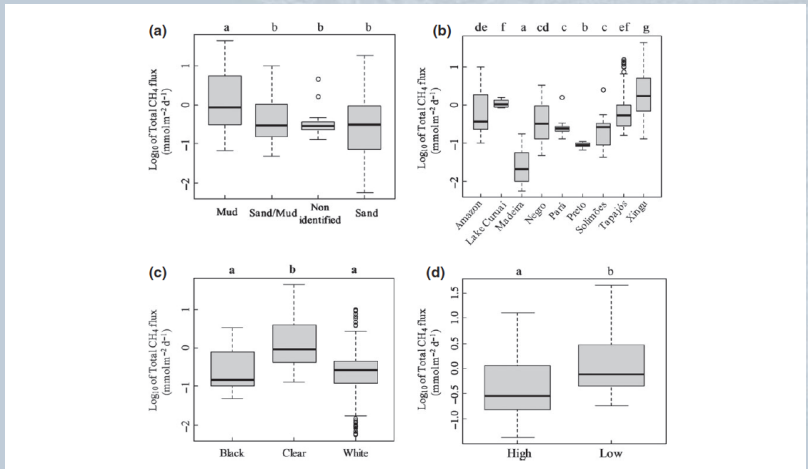 (a)
a b b b
Log10 of Total CH4 flux
(mmol m−2 d−1)
1
0
−1
−2
Mud Sand/Mud Non identified Sand
(b)
de f a cd c b c ef g
Log10 of Total CH4 flux
(mmol m−2 d−1)
1
0
−1
−2
Amazon
Lake Curuaí
Madeira
Negro
Pará
Preto
Solimões
Tapajós
Xingu
(c)
a b a
Log10 of Total CH4 flux
(mmol m−2 d−1)
1
0
−1
−2
Black Clear White
(d)
a b
Log10 of Total CH4 flux
(mmol m−2 d−1)
1.5
1.0
0.5
0.0
−0.5
−1.0
High Low